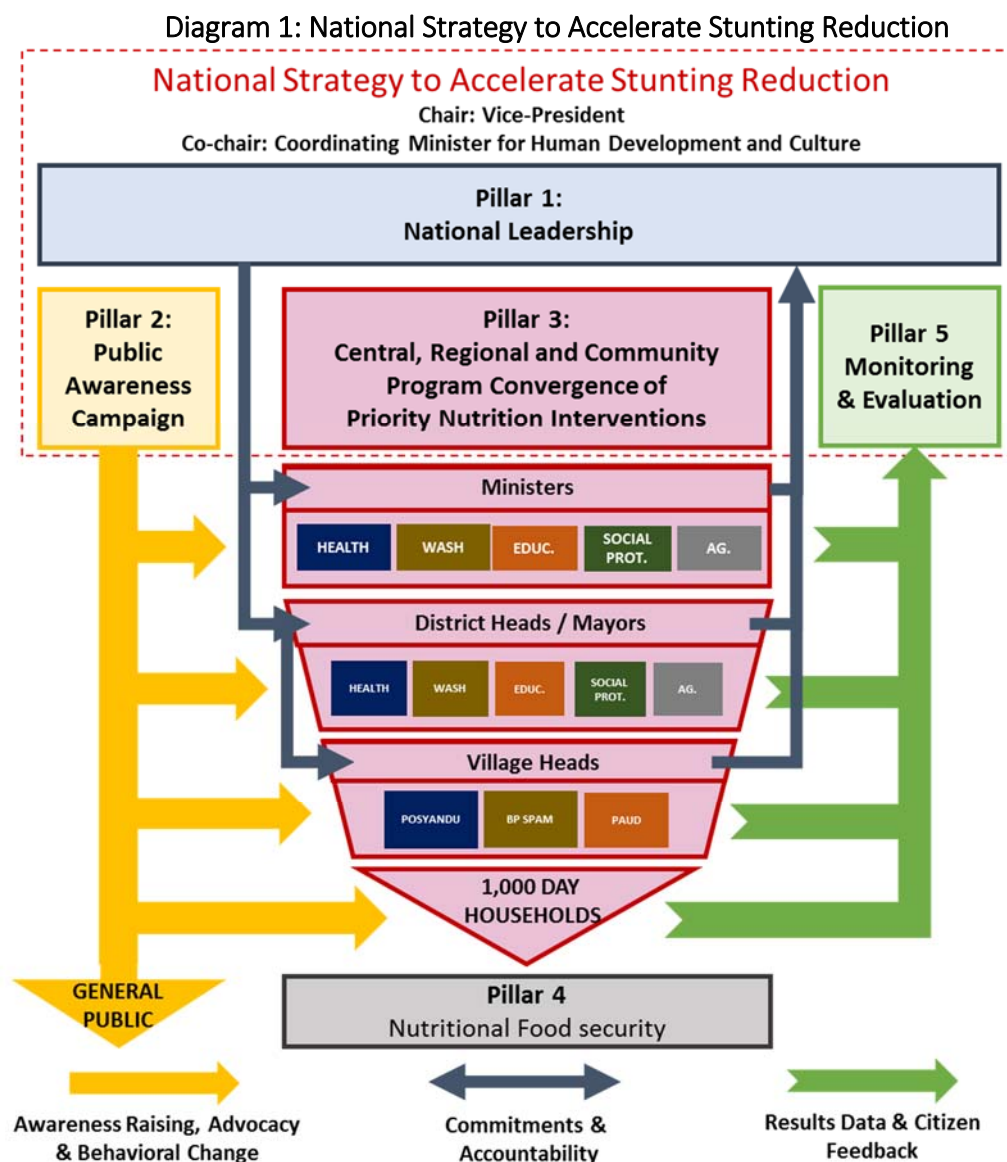 Diagram 1: National Strategy to Accelerate Stunting Reduction
National Strategy to Accelerate Stunting Reduction
Chair: Vice-President
Co-chair: Coordinating Minister for Human Development and Culture
Pillar 1:
National Leadership
Pillar 2:
Public
Awareness
Campaign
Pillar 3:
Central, Regional and Community
Program Convergence of
Priority Nutrition Interventions
Pillar 5
Monitoring
& Evaluation
Ministers
HEALTH
WASH
EDUC.
SOCIAL
PROT.
AG.
District Heads / Mayors
HEALTH
WASH
EDUC.
SOCIAL
PROT.
AG.
Village Heads
POSYANDU
BP SPAM
PAUD
1,000 DAY
HOUSEHOLDS
GENERAL
PUBLIC
Pillar 4
Nutritional Food security
Awareness Raising, Advocacy
& Behavioral Change
Commitments &
Accountability
Results Data & Citizen
Feedback